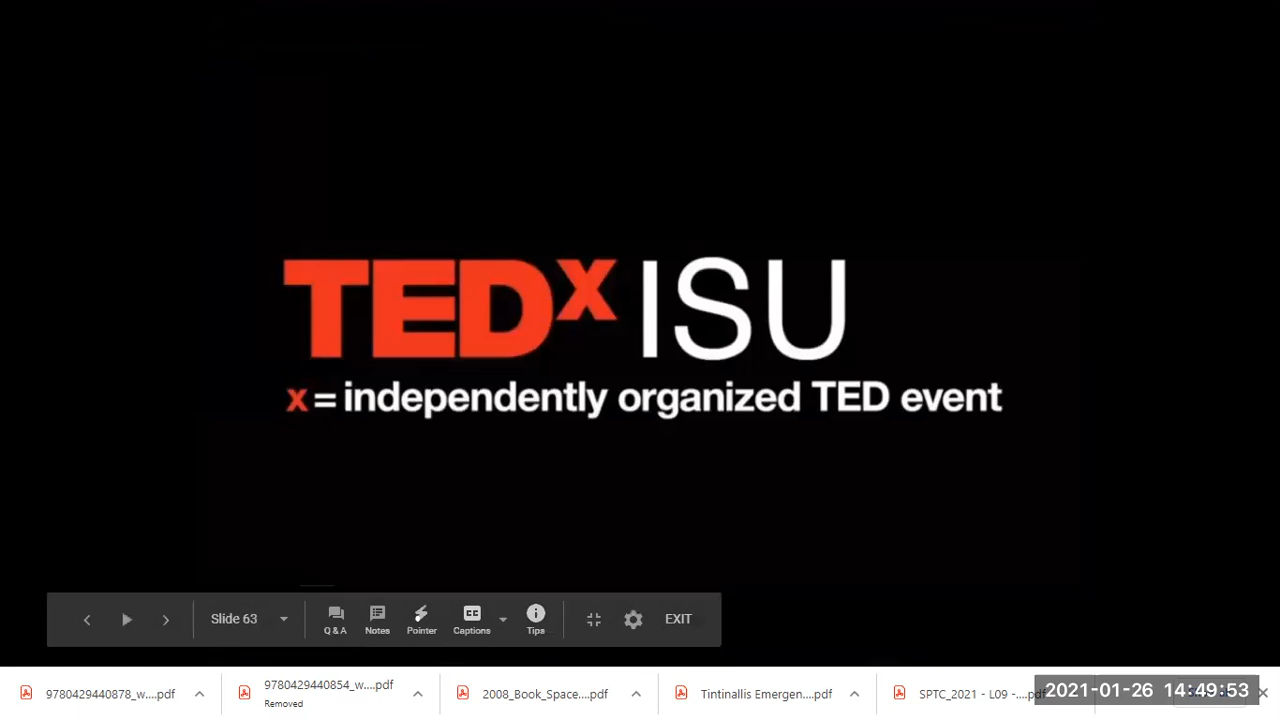 TEDx ISU
x = independently organized TED event
Slide 63
Q & A
Notes
Pointer
Captions
Tips
EXIT
9780429440878_w....pdf
9780429440854_w....pdf
Removed
2008_Book_Space....pdf
Tintinallis Emergen....pdf
SPTC_2021 - L09 -....pdf
2021-01-26 14:49:53